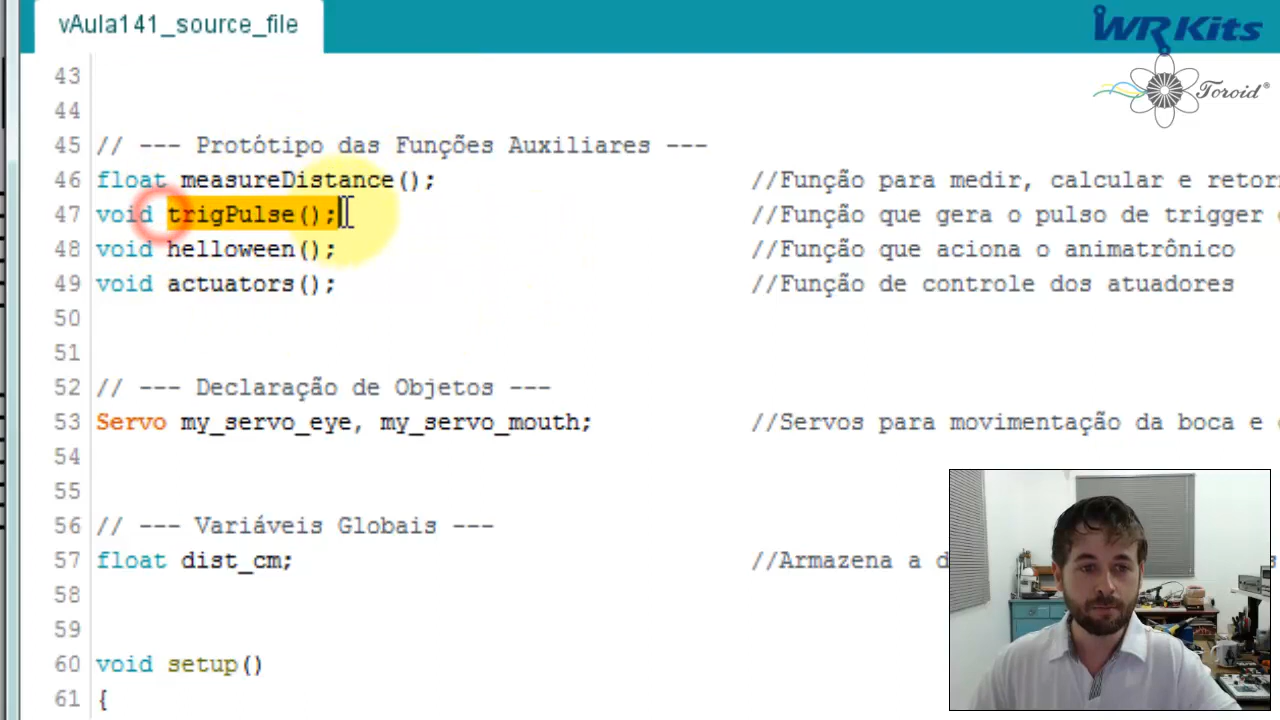 vAula141_source_file
WR Kits
Toroid®
43
44
45 // --- Protótipo das Funções Auxiliares ---
46 float measureDistance(); //Função para medir, calcular e
47 void trigPulse(); //Função que gera o pulso de trigger
48 void helloween(); //Função que aciona o animatrônico
49 void actuators(); //Função de controle dos atuadores
50
51
52 // --- Declaração de Objetos ---
53 Servo my_servo_eye, my_servo_mouth; //Servos para movimentação da boca e
54
55
56 // --- Variáveis Globais ---
57 float dist_cm; //Armazena a
58
59
60 void setup()
61 {